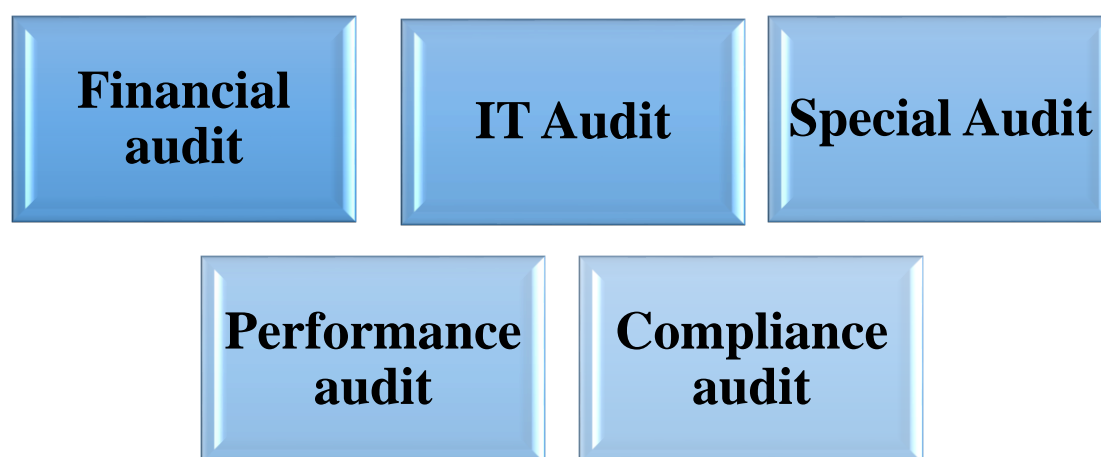 Financial
audit
IT Audit
Special Audit
Performance
audit
Compliance
audit